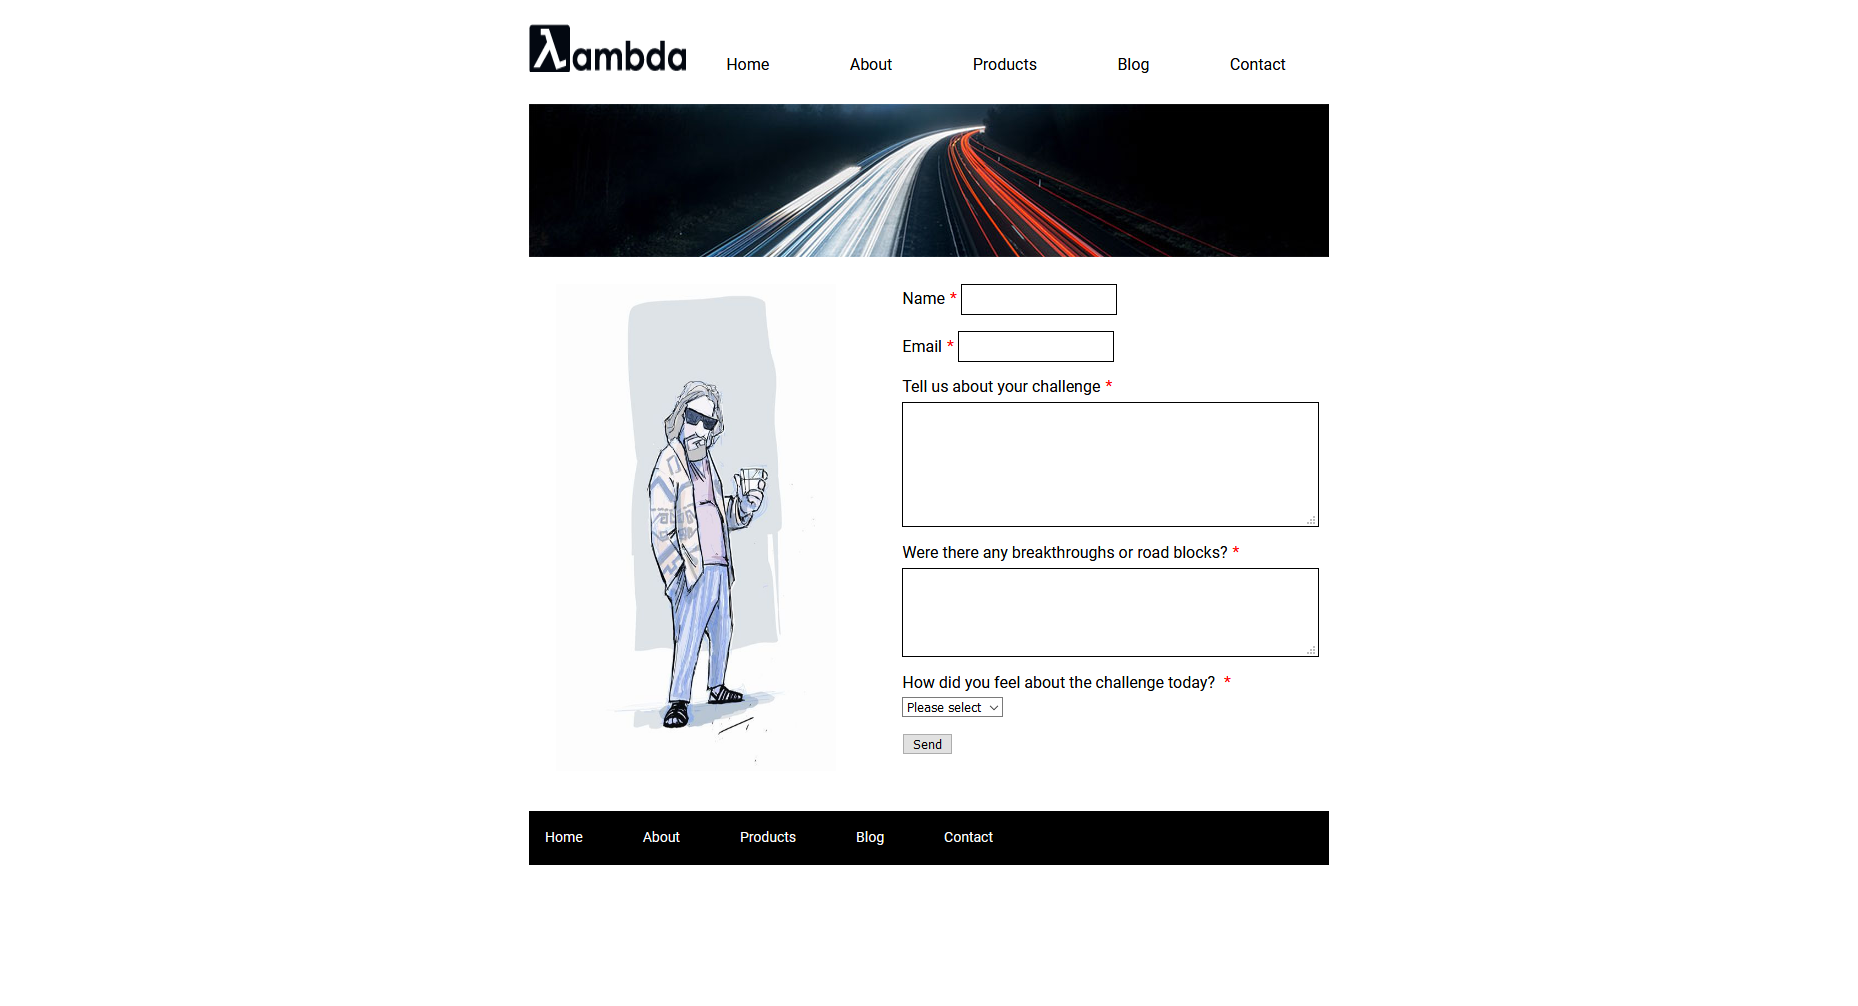 λambda
Home About Products Blog Contact
Name *
Email *
Tell us about your challenge *
Were there any breakthroughs or road blocks? *
How did you feel about the challenge today? *
Please select
Send
Home About Products Blog Contact